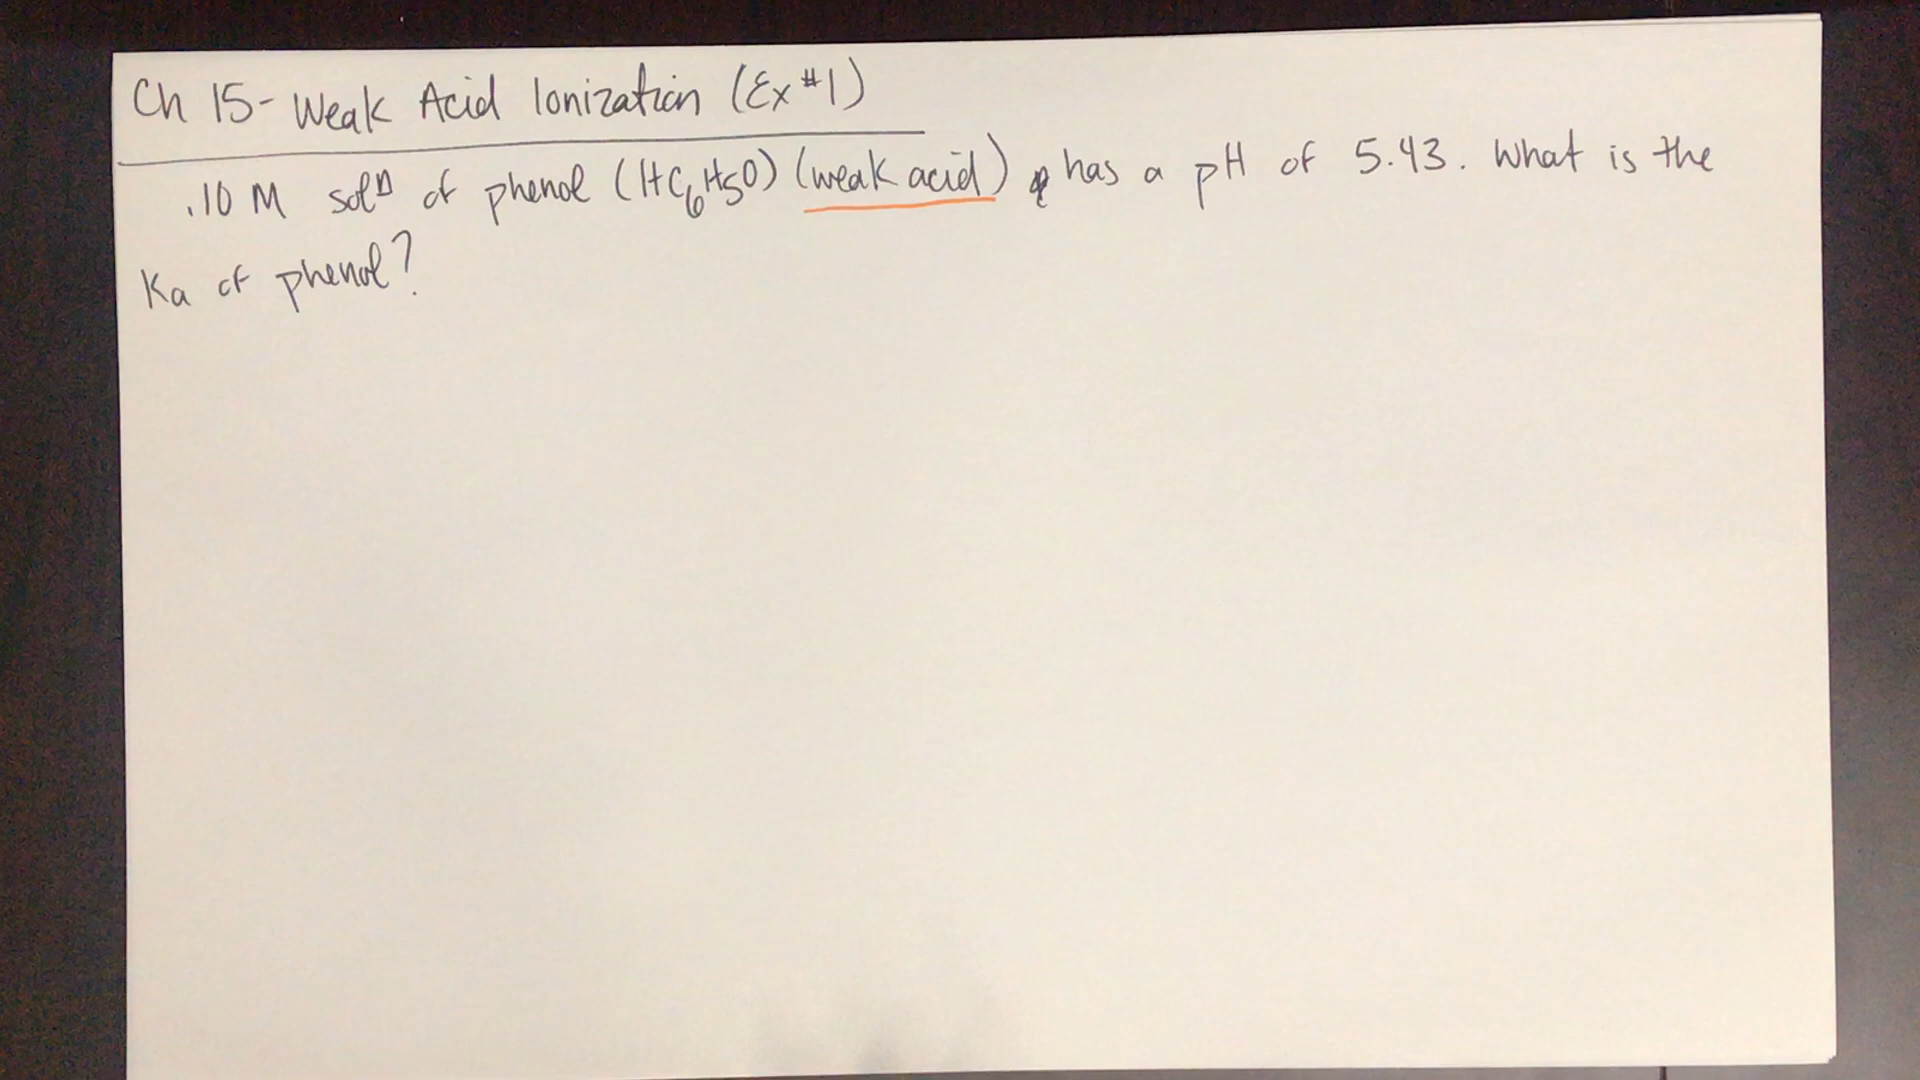 Ch 15- Weak Acid Ionization (Ex #1)
.10 M solⁿ of phenol (HC₆H₅O) (weak acid) has a pH of 5.43. What is the
Ka of phenol?